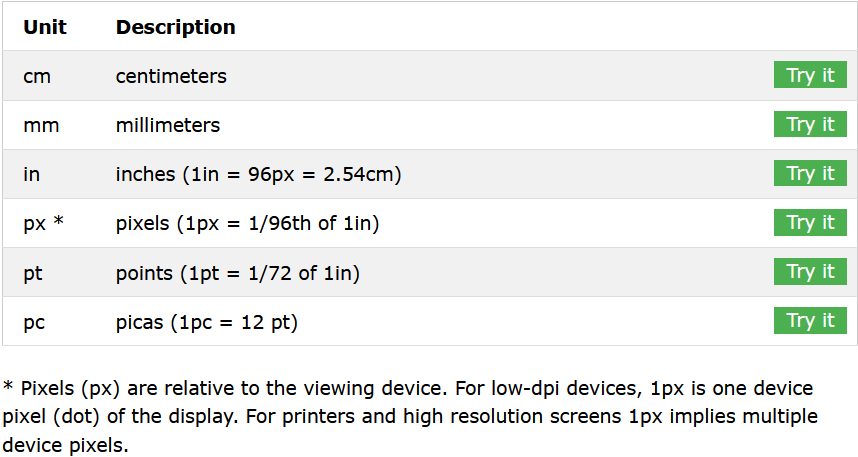 Unit Description
cm centimeters Try it
mm millimeters Try it
in inches (1in = 96px = 2.54cm) Try it
px * pixels (1px = 1/96th of 1in) Try it
pt points (1pt = 1/72 of 1in) Try it
pc picas (1pc = 12 pt) Try it
* Pixels (px) are relative to the viewing device. For low-dpi devices, 1px is one device
pixel (dot) of the display. For printers and high resolution screens 1px implies multiple
device pixels.